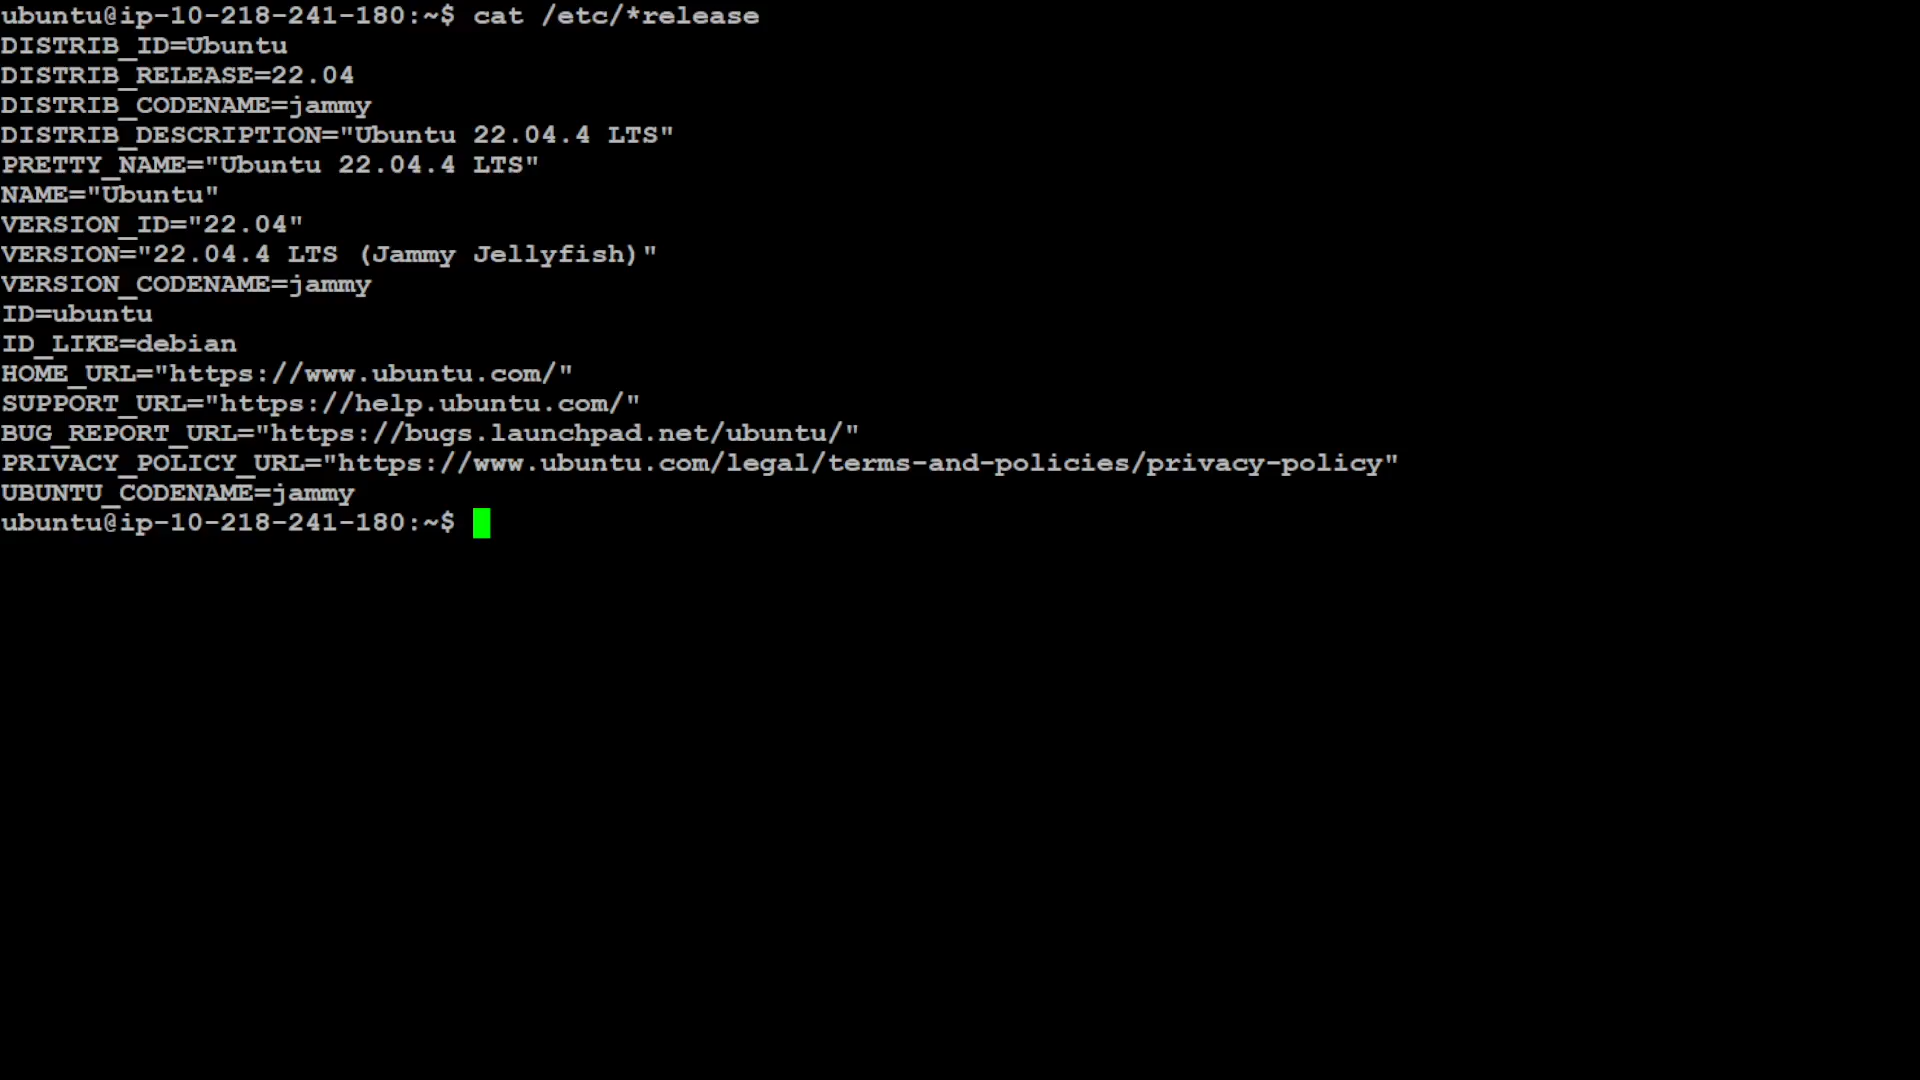 ubuntu@ip-10-218-241-180:~$ cat /etc/*release
DISTRIB_ID=Ubuntu
DISTRIB_RELEASE=22.04
DISTRIB_CODENAME=jammy
DISTRIB_DESCRIPTION="Ubuntu 22.04.4 LTS"
PRETTY_NAME="Ubuntu 22.04.4 LTS"
NAME="Ubuntu"
VERSION_ID="22.04"
VERSION="22.04.4 LTS (Jammy Jellyfish)"
VERSION_CODENAME=jammy
ID=ubuntu
ID_LIKE=debian
HOME_URL="https://www.ubuntu.com/"
SUPPORT_URL="https://help.ubuntu.com/"
BUG_REPORT_URL="https://bugs.launchpad.net/ubuntu/"
PRIVACY_POLICY_URL="https://www.ubuntu.com/legal/terms-and-policies/privacy-policy"
UBUNTU_CODENAME=jammy
ubuntu@ip-10-218-241-180:~$